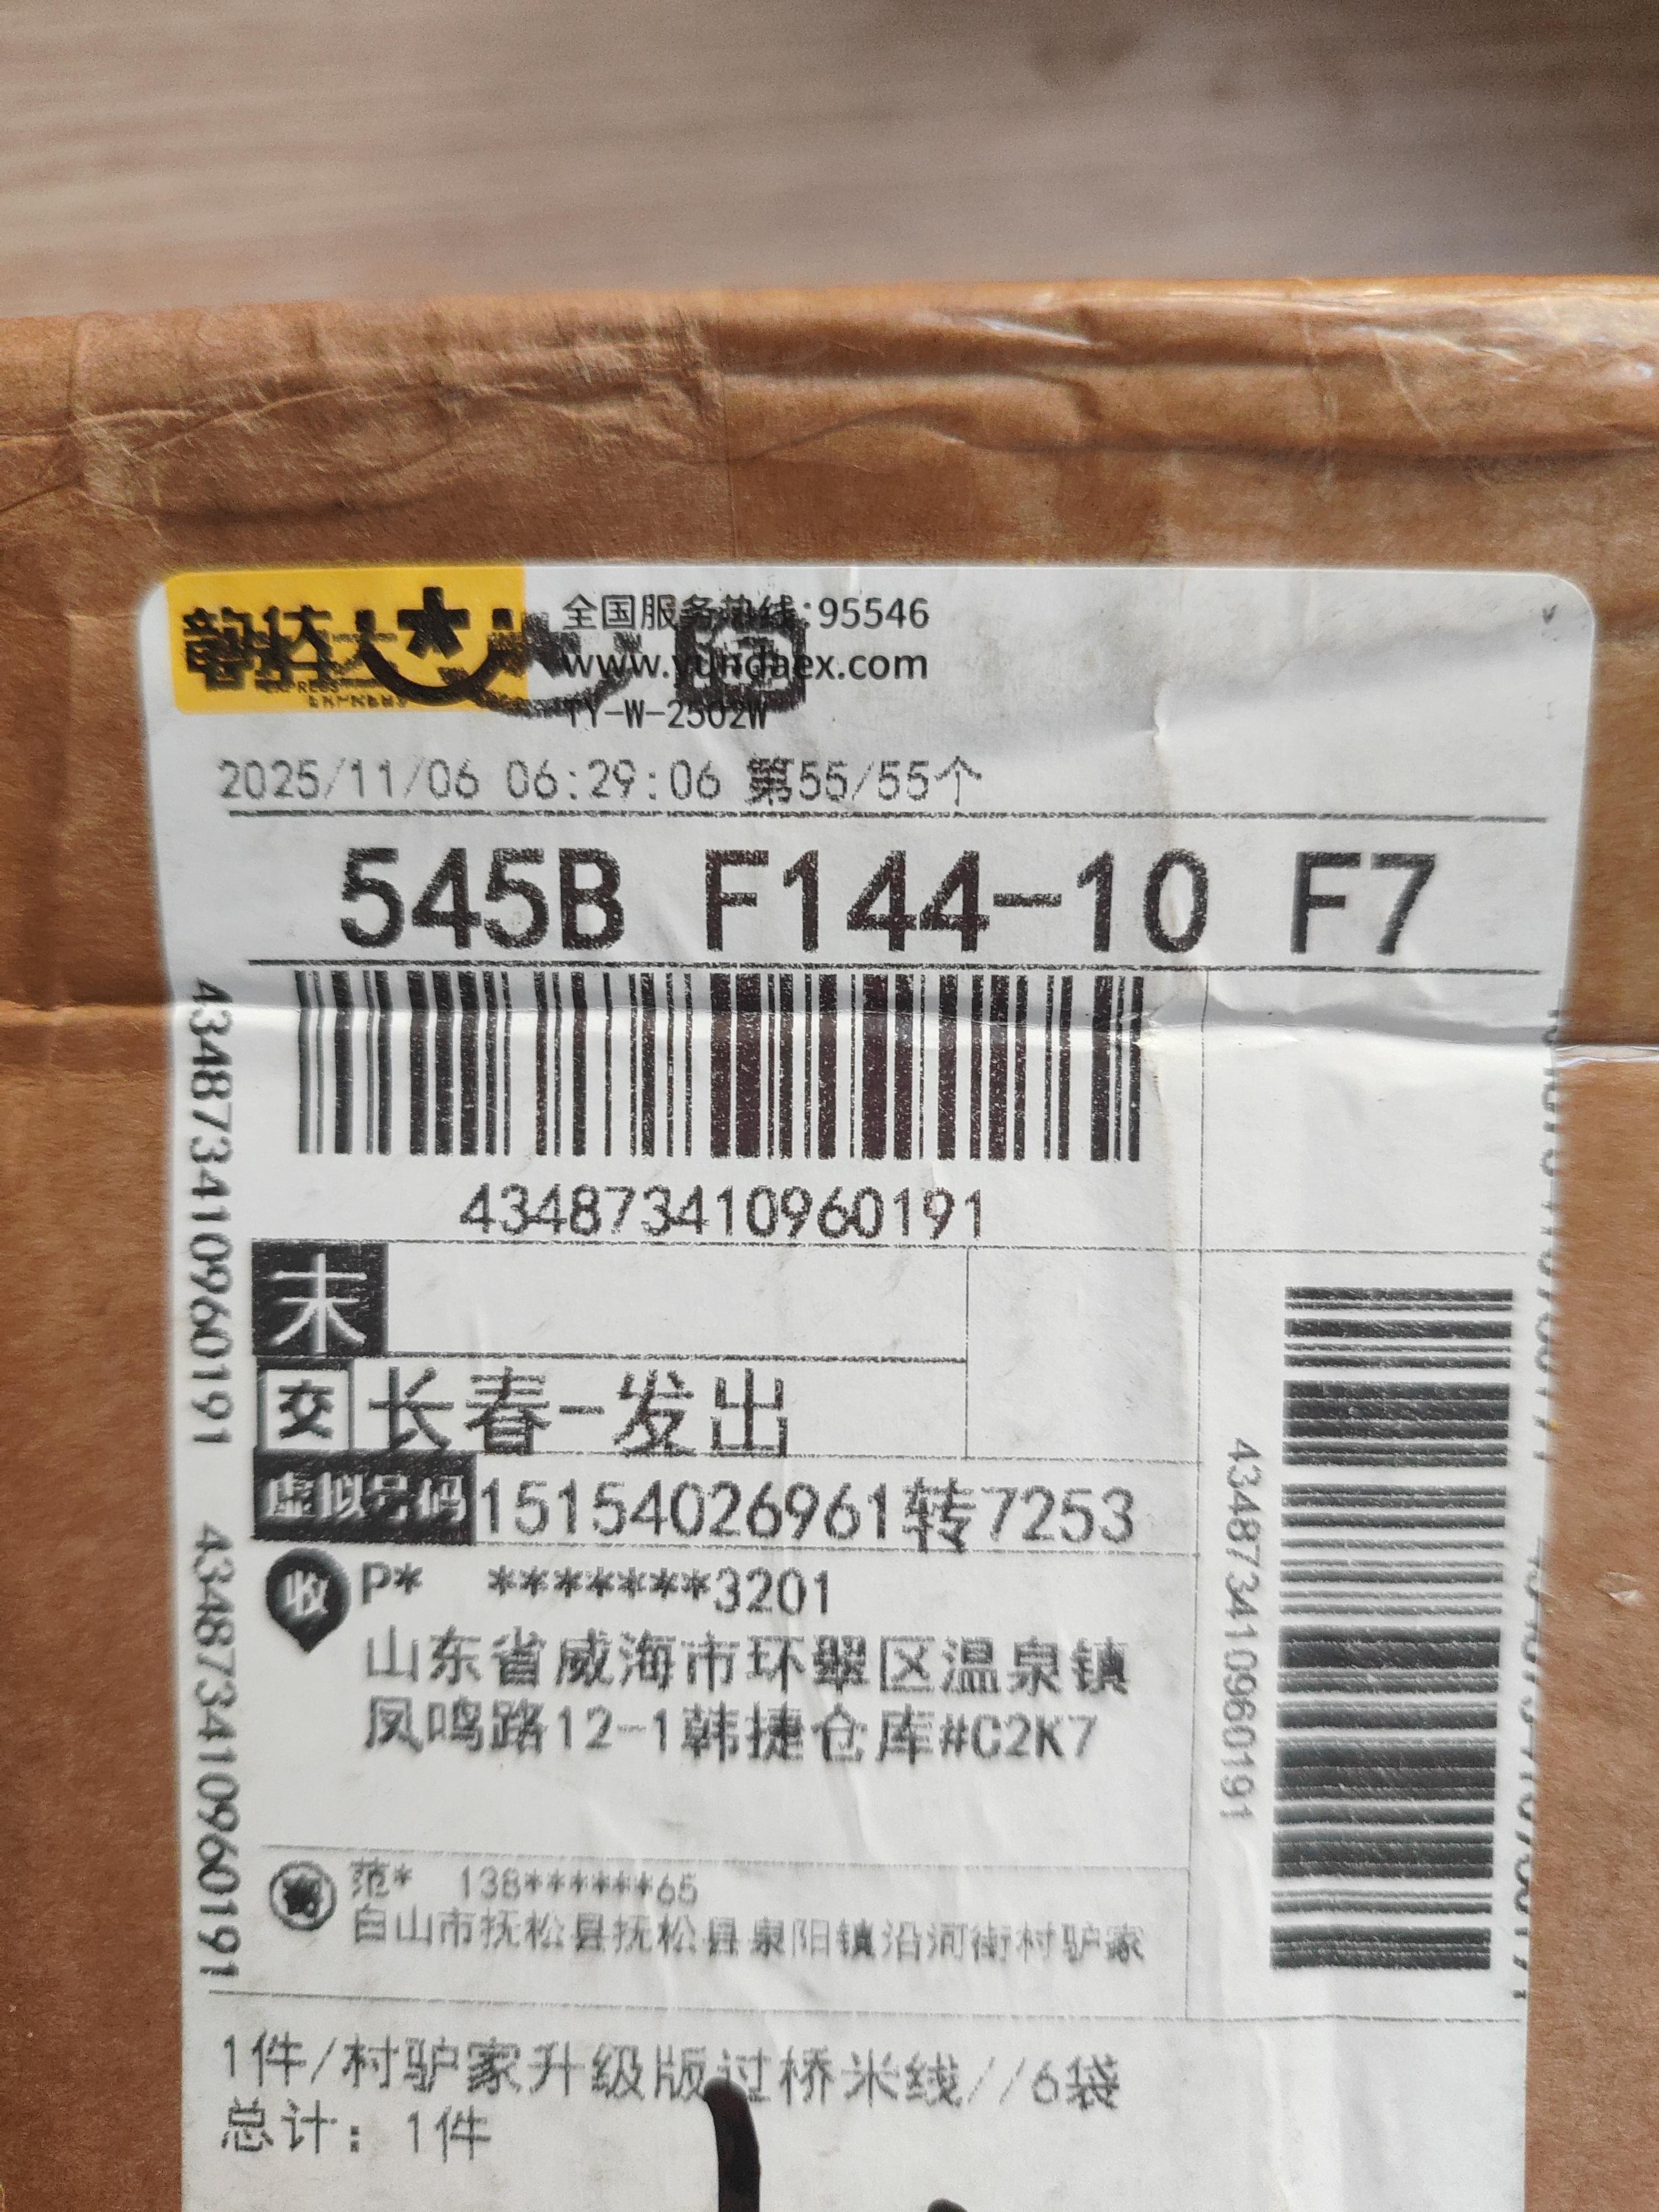 韵达
EXPRESS
全国服务热线:95546
www.yundaex.com
TY-W-2502W
2025/11/06 06:29:06 第55/55个
545B F144-10 F7
434873410960191
434873410960191
434873410960191
末
交 长春-发出
虚拟号码 15154026961转7253
收 P* *******3201
山东省威海市环翠区温泉镇
凤鸣路12-1韩捷仓库#C2K7
434873410960191
范* 138******65
白山市抚松县抚松县泉阳镇沿河街村驴家
1件/村驴家升级版过桥米线//6袋
总计：1件